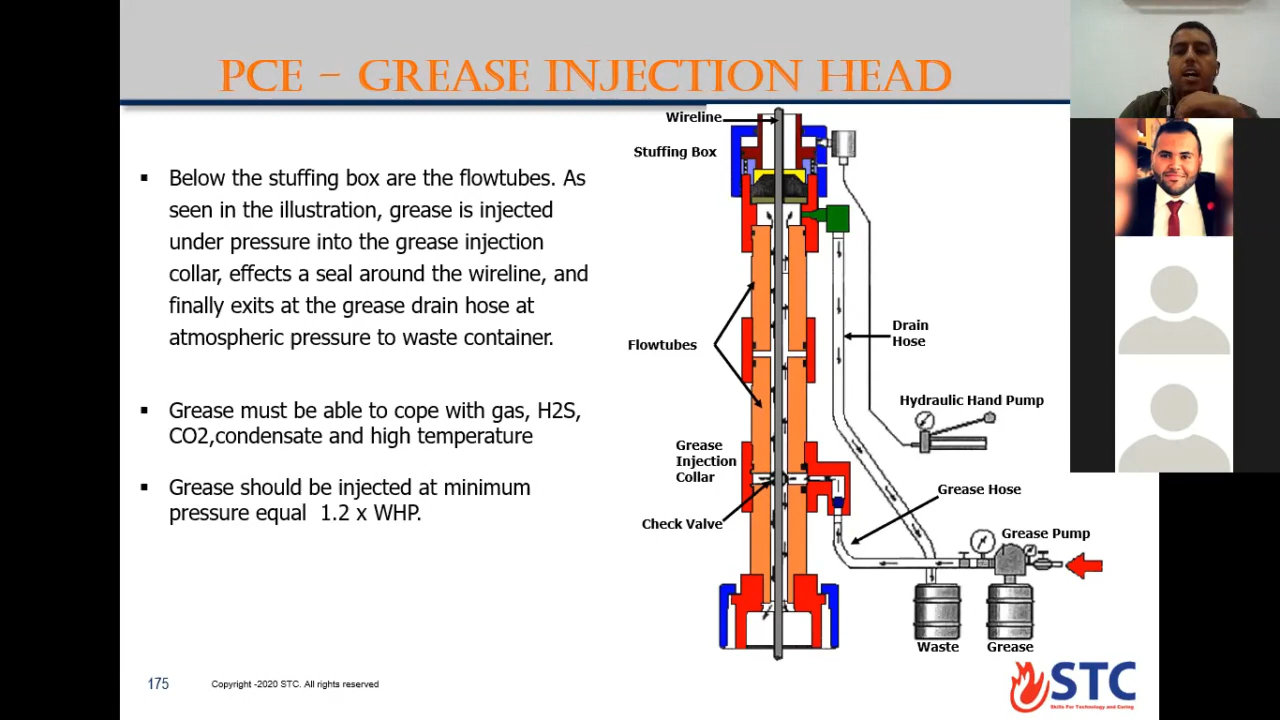 PCE – GREASE INJECTION HEAD
▪ Below the stuffing box are the flowtubes. As
seen in the illustration, grease is injected
under pressure into the grease injection
collar, effects a seal around the wireline, and
finally exits at the grease drain hose at
atmospheric pressure to waste container.
▪ Grease must be able to cope with gas, H2S,
CO2,condensate and high temperature
▪ Grease should be injected at minimum
pressure equal 1.2 x WHP.
Wireline
Stuffing Box
Flowtubes
Drain
Hose
Hydraulic Hand Pump
Grease
Injection
Collar
Grease Hose
Check Valve
Grease Pump
Waste
Grease
175
Copyright -2020 STC. All rights reserved
STC
Skills For Technology and Caring